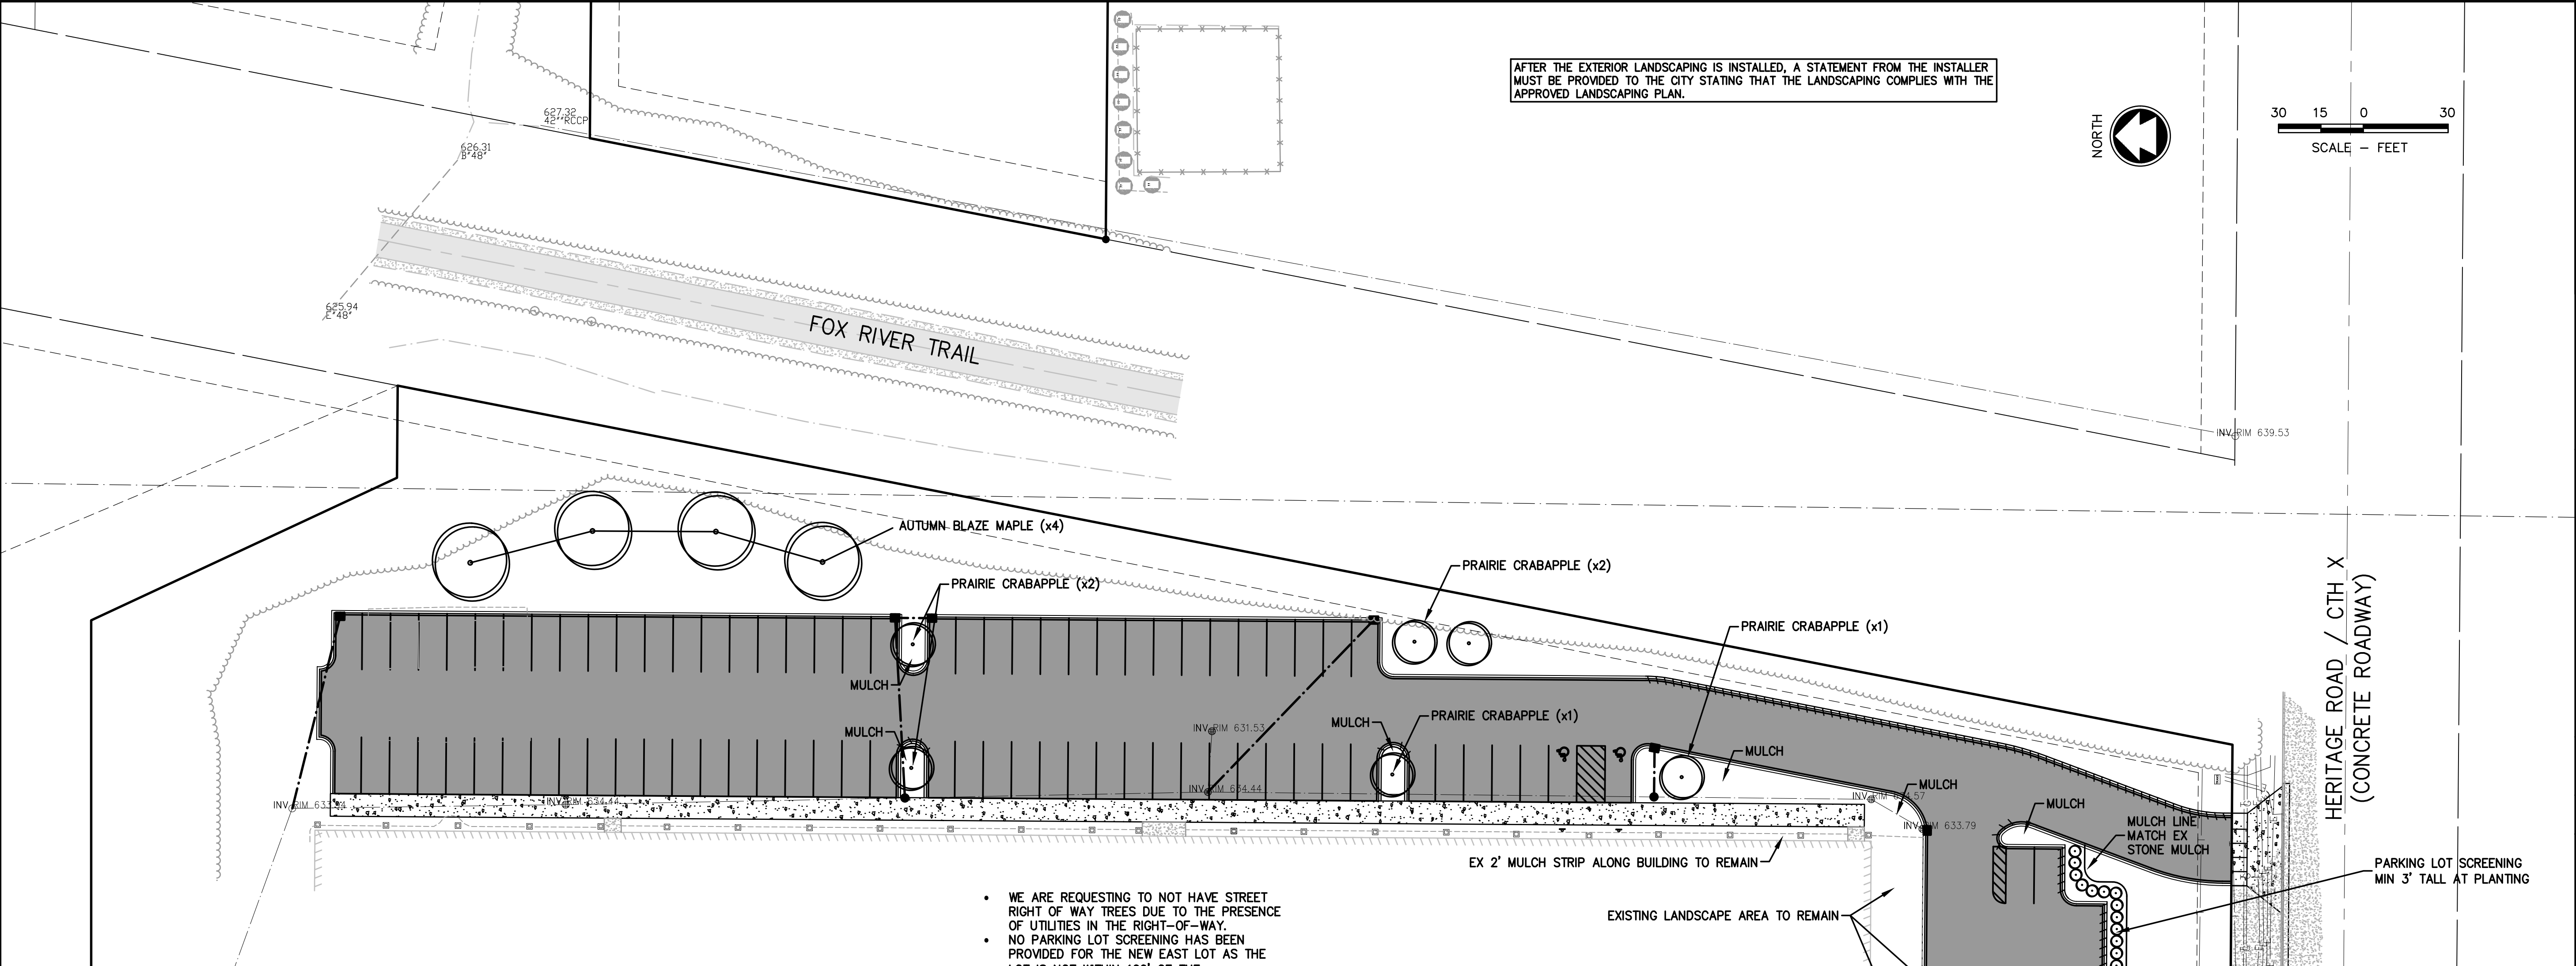 AFTER THE EXTERIOR LANDSCAPING IS INSTALLED, A STATEMENT FROM THE INSTALLER
MUST BE PROVIDED TO THE CITY STATING THAT THE LANDSCAPING COMPLIES WITH THE
APPROVED LANDSCAPING PLAN.
NORTH
30 15 0 30
SCALE – FEET
627.32
42"RCCP
626.31
B"48"
625.94
E"48"
FOX RIVER TRAIL
INV RIM 639.53
AUTUMN BLAZE MAPLE (x4)
PRAIRIE CRABAPPLE (x2)
PRAIRIE CRABAPPLE (x2)
PRAIRIE CRABAPPLE (x1)
MULCH
MULCH
INV RIM 631.53
MULCH
PRAIRIE CRABAPPLE (x1)
MULCH
MULCH
MULCH
MULCH LINE
MATCH EX
STONE MULCH
HERITAGE ROAD / CTH X
(CONCRETE ROADWAY)
INV RIM 634.44
INV RIM 634.44
INV RIM 633.79
EX 2' MULCH STRIP ALONG BUILDING TO REMAIN
PARKING LOT SCREENING
MIN 3' TALL AT PLANTING
EXISTING LANDSCAPE AREA TO REMAIN
• WE ARE REQUESTING TO NOT HAVE STREET
RIGHT OF WAY TREES DUE TO THE PRESENCE
OF UTILITIES IN THE RIGHT–OF–WAY.
• NO PARKING LOT SCREENING HAS BEEN
PROVIDED FOR THE NEW EAST LOT AS THE